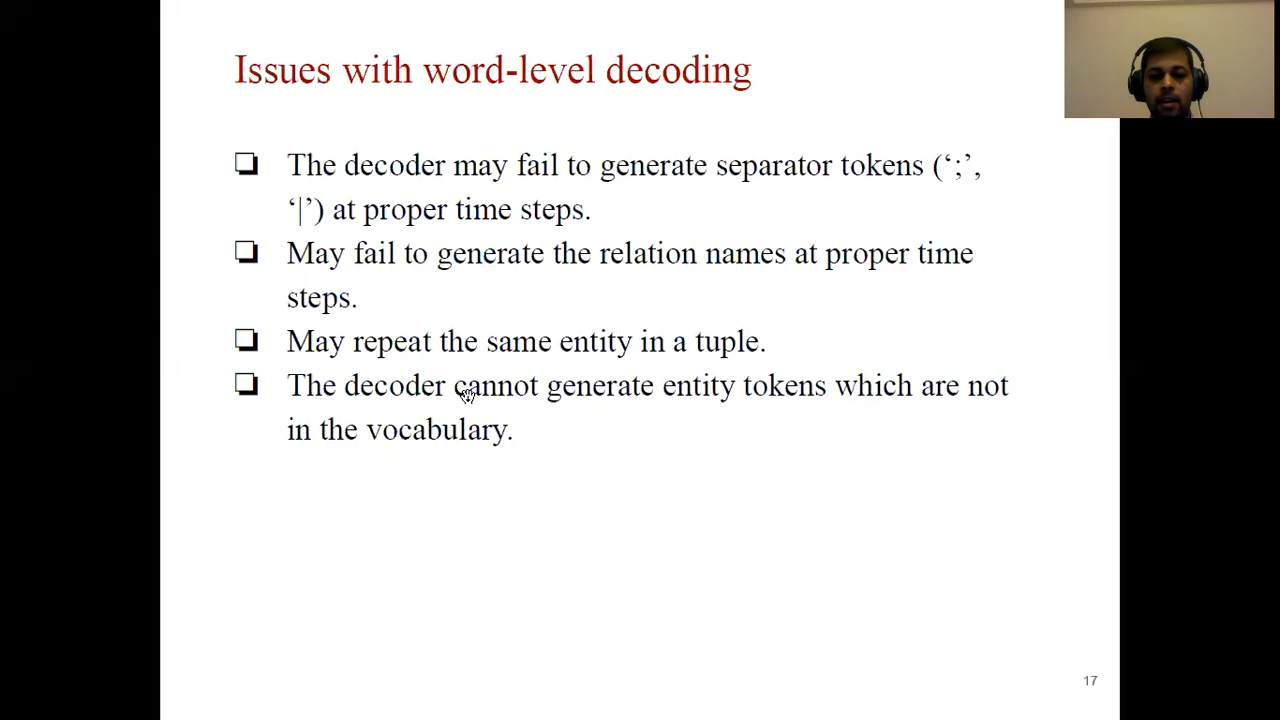 Issues with word-level decoding
❏ The decoder may fail to generate separator tokens (‘;’,
‘|’) at proper time steps.
❏ May fail to generate the relation names at proper time
steps.
❏ May repeat the same entity in a tuple.
❏ The decoder cannot generate entity tokens which are not
in the vocabulary.
17